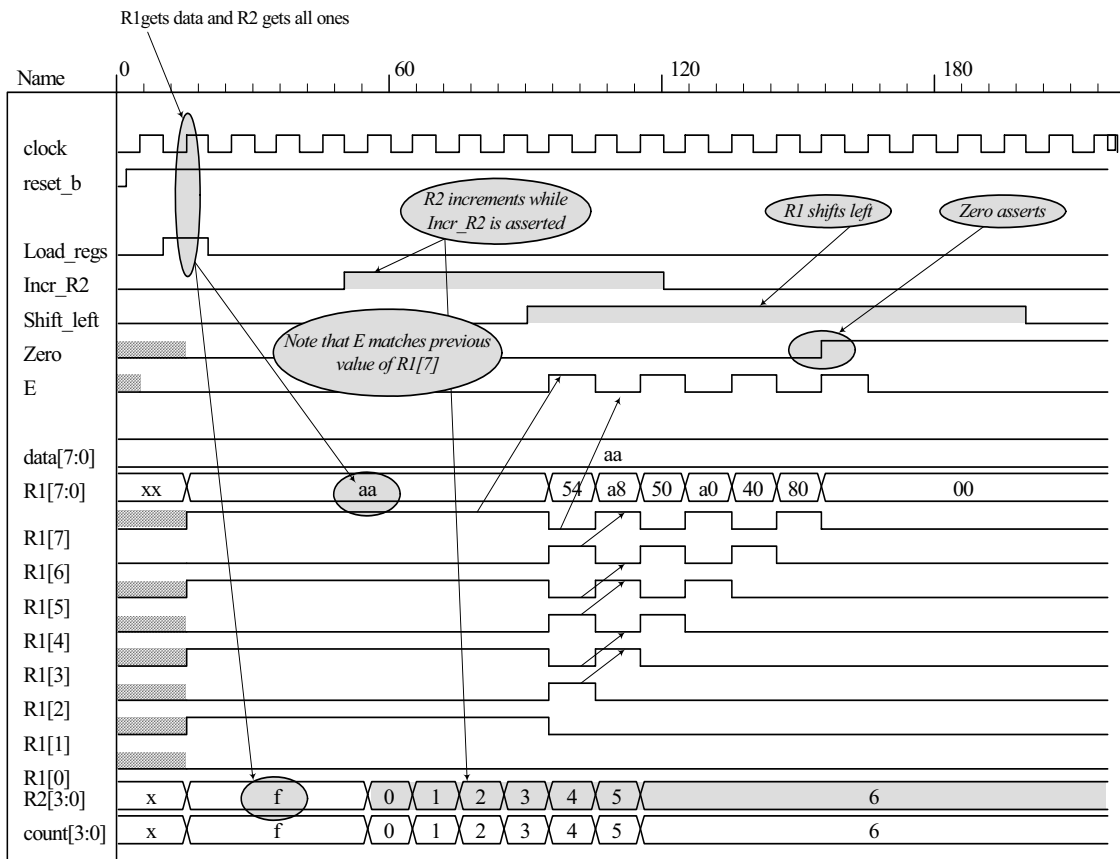 R1gets data and R2 gets all ones
Name 0 60 120 180
clock
reset_b
R2 increments while
Incr_R2 is asserted
R1 shifts left
Zero asserts
Load_regs
Incr_R2
Shift_left
Note that E matches previous
value of R1[7]
Zero
E
data[7:0] aa
R1[7:0] xx aa 54 a8 50 a0 40 80 00
R1[7]
R1[6]
R1[5]
R1[4]
R1[3]
R1[2]
R1[1]
R1[0]
R2[3:0] x f 0 1 2 3 4 5 6
count[3:0] x f 0 1 2 3 4 5 6